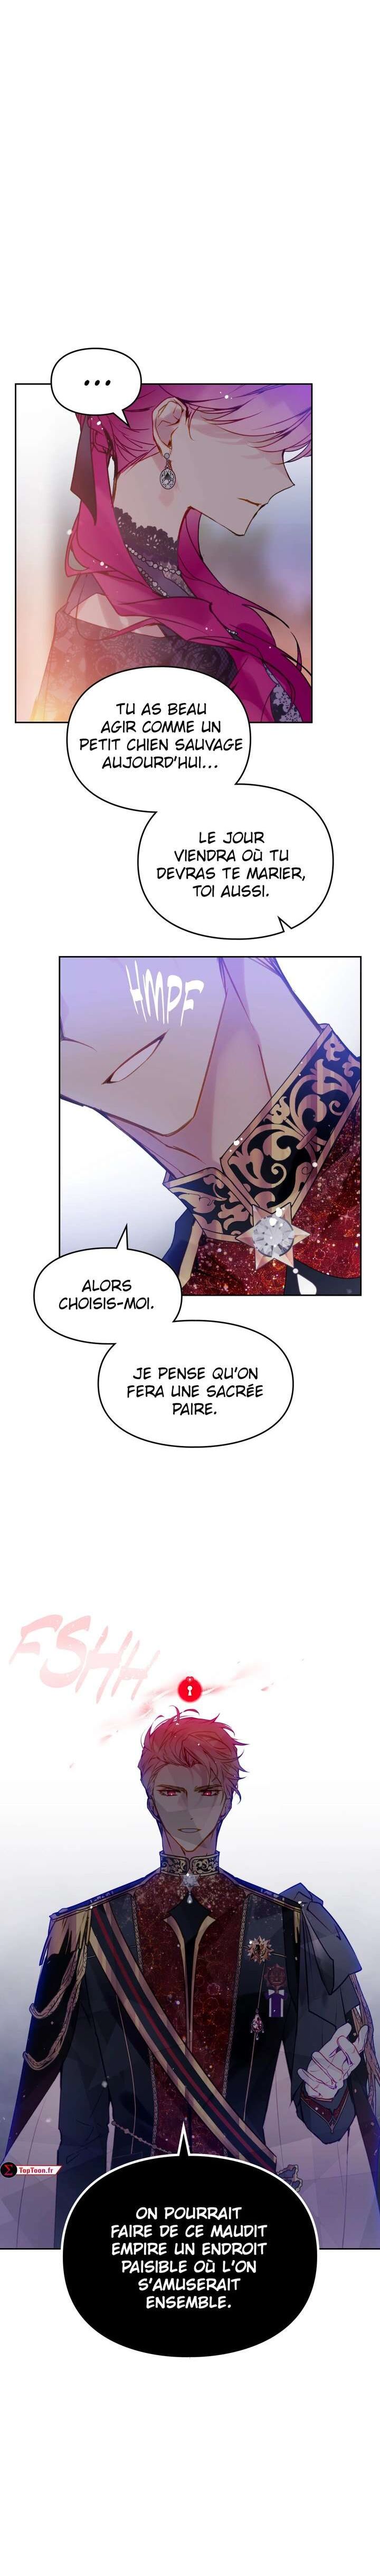 ...
TU AS BEAU
AGIR COMME UN
PETIT CHIEN SAUVAGE
AUJOURD'HUI...
LE JOUR
VIENDRA OÙ TU
DEVRAS TE MARIER,
TOI AUSSI.
HMPF
ALORS
CHOISIS-MOI.
JE PENSE QU'ON
FERA UNE SACRÉE
PAIRE.
FSHH
TopToon.fr
ON POURRAIT
FAIRE DE CE MAUDIT
EMPIRE UN ENDROIT
PAISIBLE OÙ L'ON
S'AMUSERAIT
ENSEMBLE.